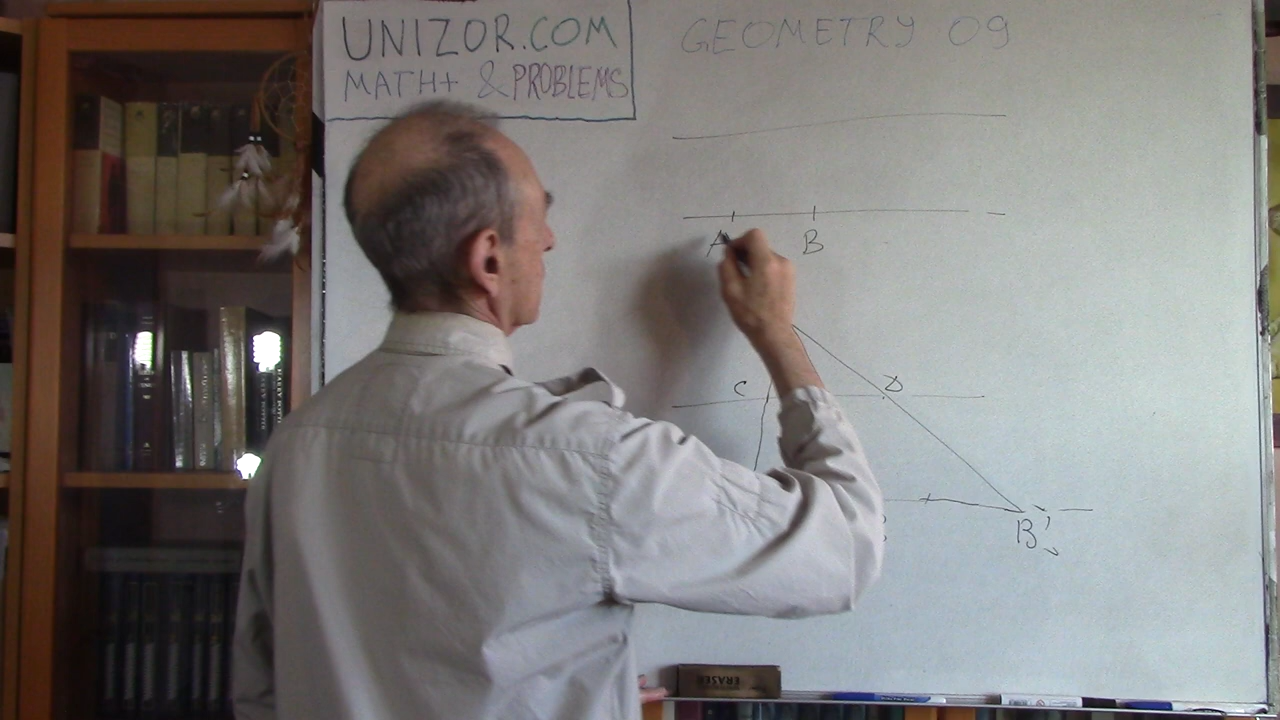 UNIZOR.COM
MATH+ & PROBLEMS
GEOMETRY 09
A B
C D
B'
ERASER